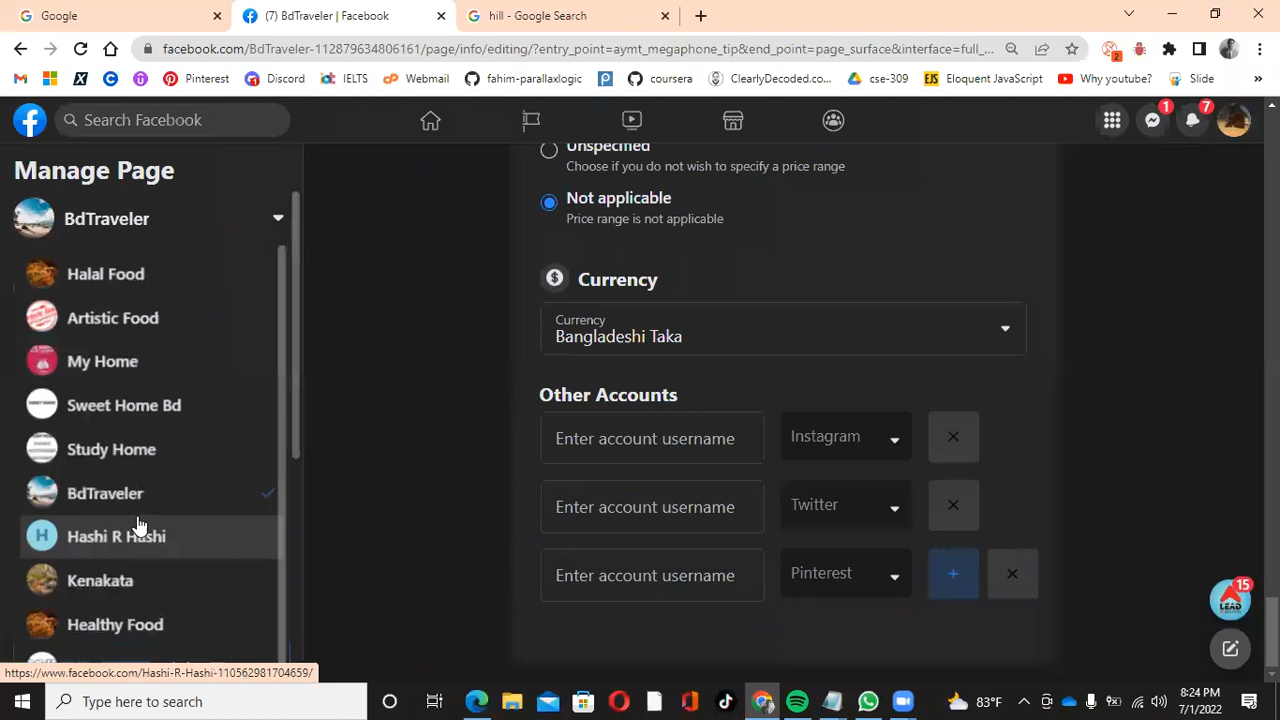 Google
(7) BdTraveler | Facebook
hill - Google Search
facebook.com/BdTraveler-112879634806161/page/info/editing/?entry_point=aymt_megaphone_tip&end_point=page_surface&interface=full_...
2
Pinterest
Discord
IELTS
Webmail
fahim-parallaxlogic
coursera
ClearlyDecoded.co...
cse-309
EJS
Eloquent JavaScript
Why youtube?
Slide
Search Facebook
1
7
Manage Page
BdTraveler
Halal Food
Artistic Food
My Home
Sweet Home Bd
Study Home
BdTraveler
H
Hashi R Hashi
Kenakata
Healthy Food
Unspecified
Choose if you do not wish to specify a price range
Not applicable
Price range is not applicable
$ Currency
Currency
Bangladeshi Taka
Other Accounts
Enter account username
Instagram
Enter account username
Twitter
Enter account username
Pinterest
15
LEAD
https://www.facebook.com/Hashi-R-Hashi-110562981704659/
Type here to search
83°F
8:24 PM
7/1/2022